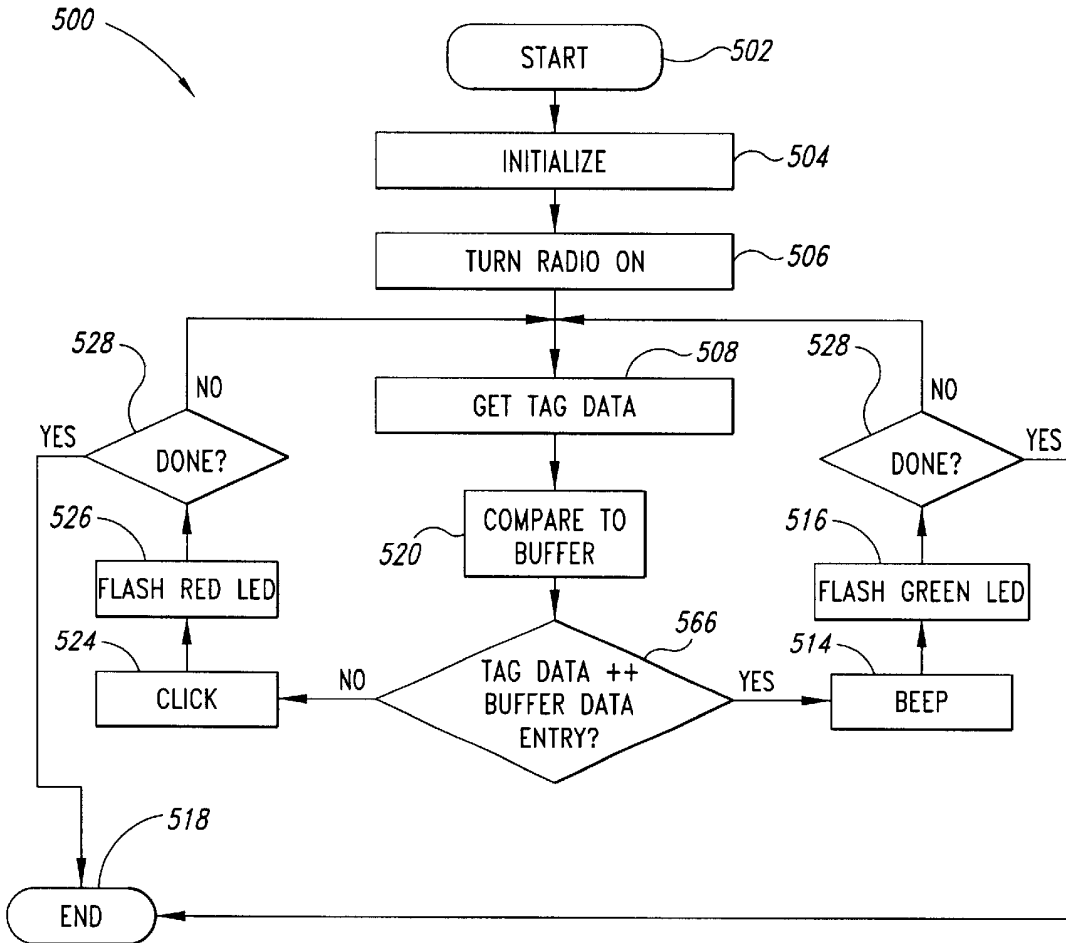 500
START
502
INITIALIZE
504
TURN RADIO ON
506
528
NO
YES
DONE?
508
GET TAG DATA
528
NO
YES
DONE?
526
FLASH RED LED
520
COMPARE TO
BUFFER
516
FLASH GREEN LED
524
CLICK
NO
566
TAG DATA ++
BUFFER DATA
ENTRY?
YES
514
BEEP
518
END